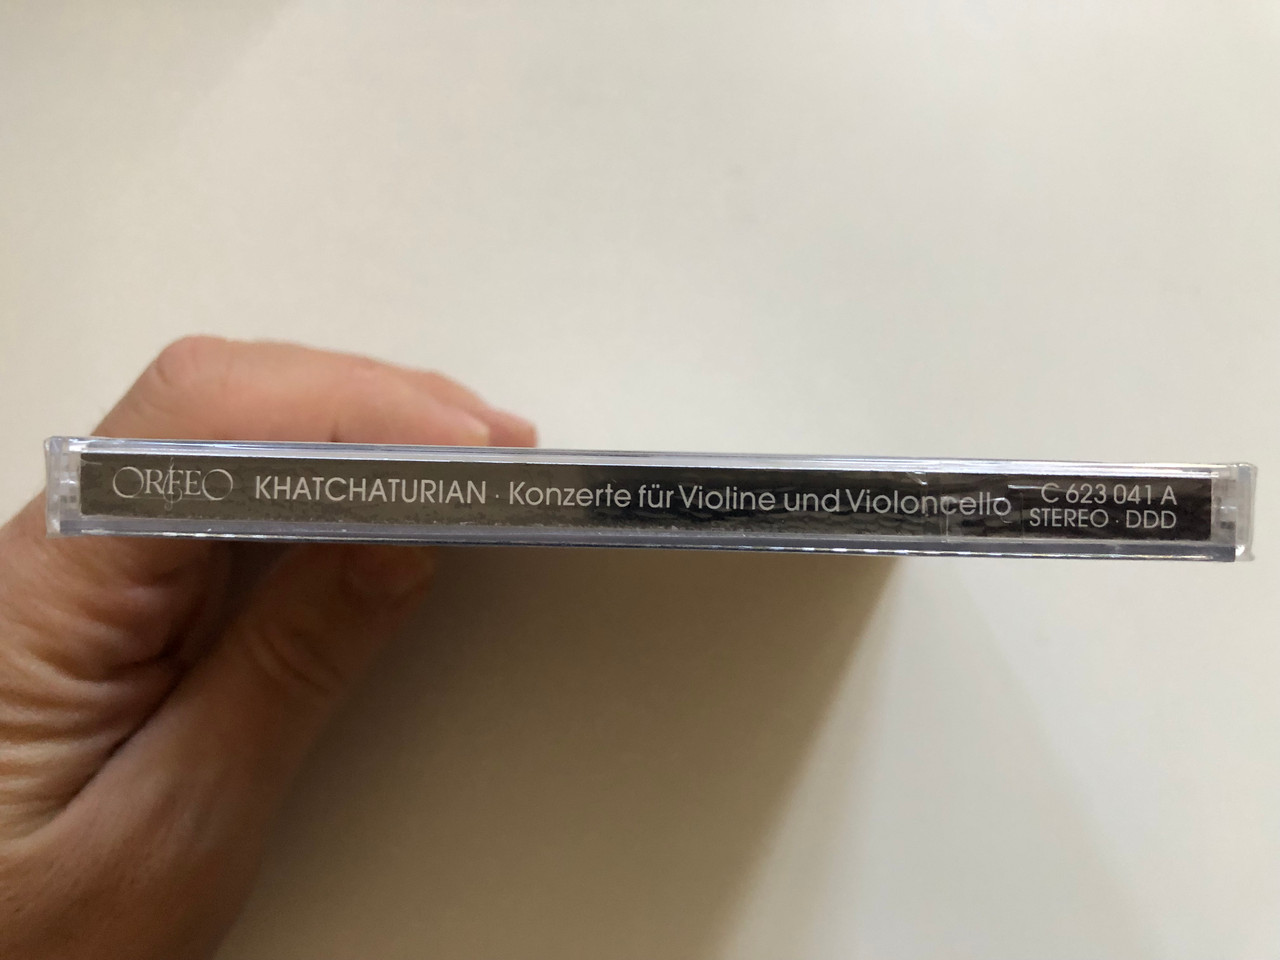 ORFEO KHATCHATURIAN · Konzerte für Violine und Violoncello
C 623 041 A
STEREO · DDD